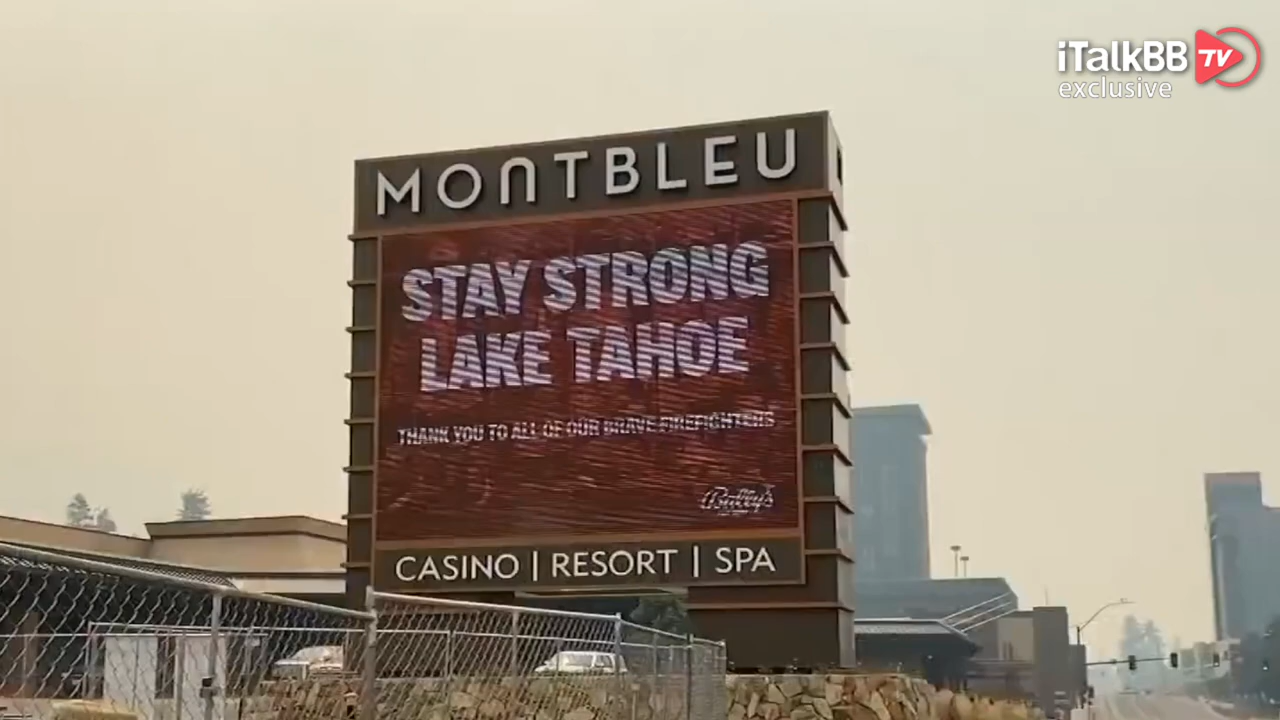 iTalkBB TV
exclusive
MONTBLEU
STAY STRONG
LAKE TAHOE
THANK YOU TO ALL OF OUR BRAVE FIREFIGHTERS
Bally's
CASINO | RESORT | SPA